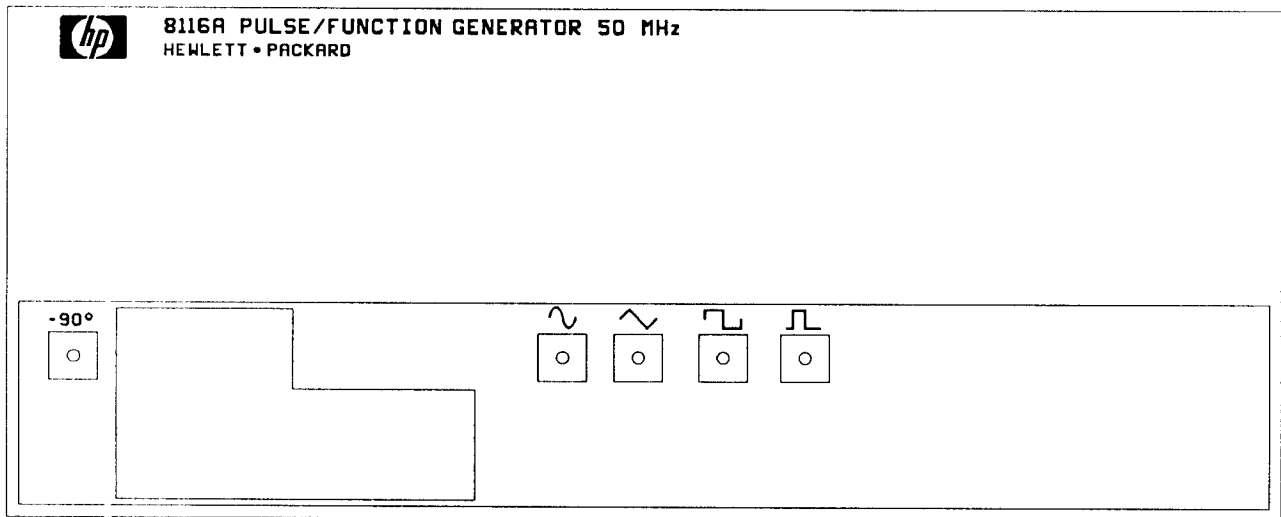 hp
8116A PULSE/FUNCTION GENERATOR 50 MHz
HEWLETT • PACKARD
-90°